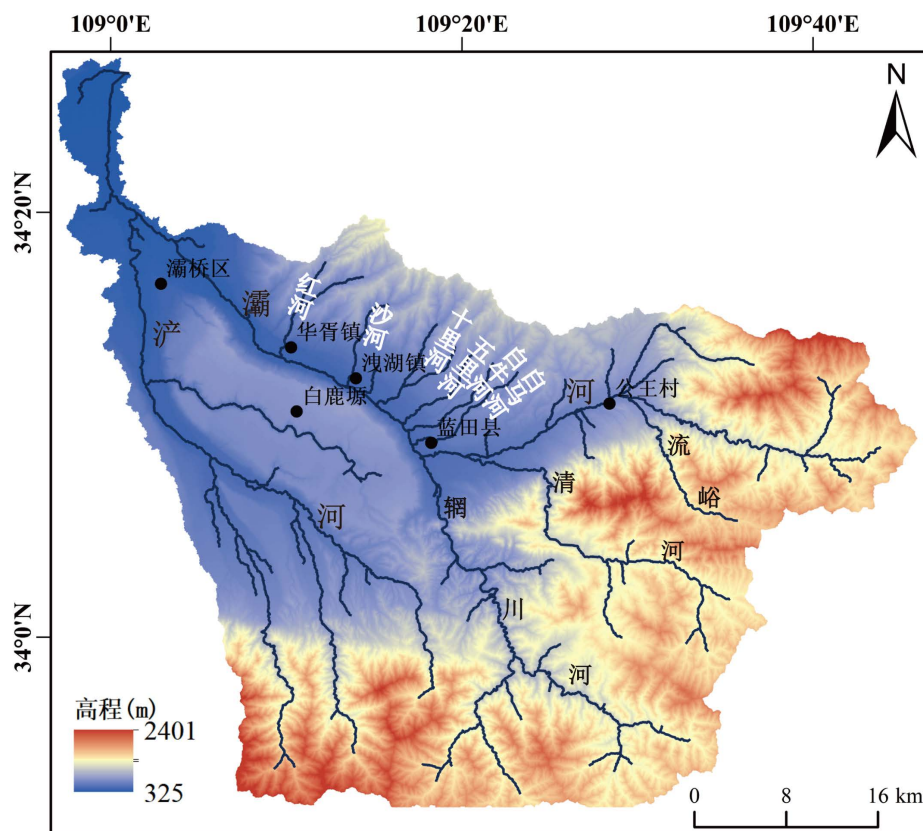 109°0'E
109°20'E
109°40'E
N
34°20'N
34°0'N
灞桥区
浐
河
灞
河
红河
华胥镇
沙河
洩湖镇
白鹿塬
十里河
五里河
白牛河
白马河
蓝田县
公王村
流
峪
清
河
辋
川
河
高程(m)
2401
325
0
8
16 km